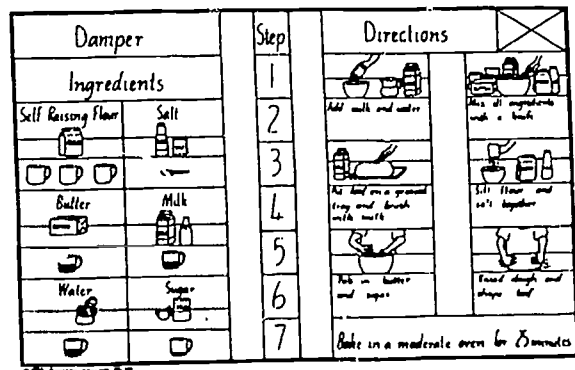 Damper
Ingredients
Self Raising Flour Salt
Butter Milk
Water Sugar
Step
1
2
3
4
5
6
7
Directions
Add milk and water
Mix all ingredients
with a knife
Put loaf on a greased
tray and brush
with milk
Sift flour and
salt together
Rub in butter
and sugar
Knead dough and
shape loaf
Bake in a moderate oven for 25 minutes